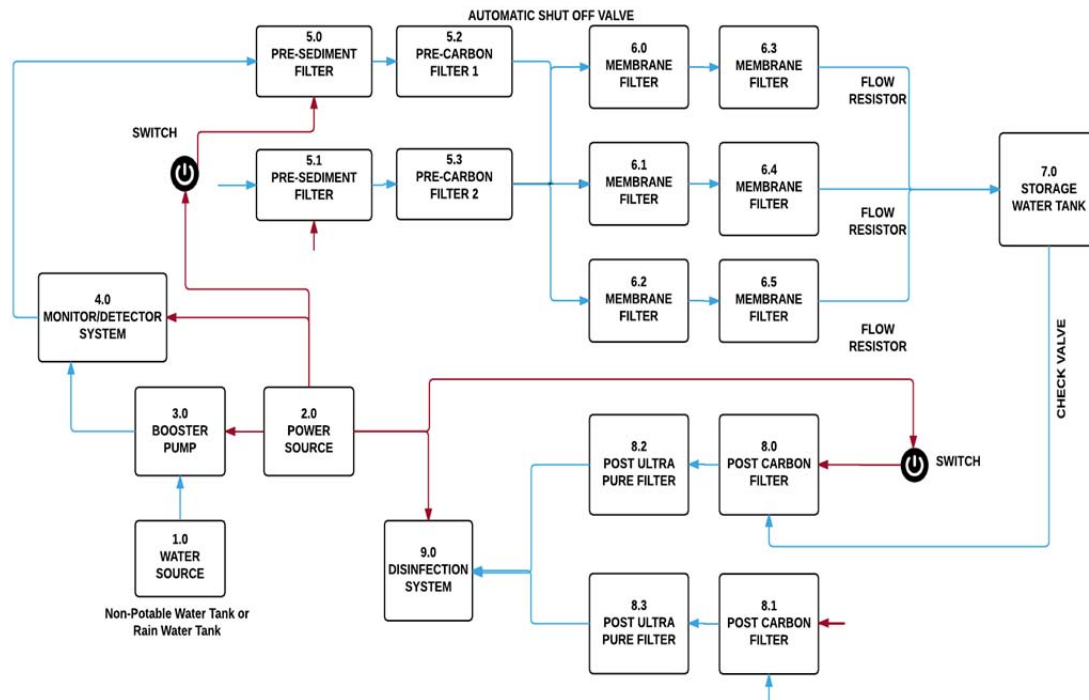 AUTOMATIC SHUT OFF VALVE
5.0
PRE-SEDIMENT
FILTER
5.2
PRE-CARBON
FILTER 1
6.0
MEMBRANE
FILTER
6.3
MEMBRANE
FILTER
FLOW
RESISTOR
SWITCH
5.1
PRE-SEDIMENT
FILTER
5.3
PRE-CARBON
FILTER 2
6.1
MEMBRANE
FILTER
6.4
MEMBRANE
FILTER
FLOW
RESISTOR
7.0
STORAGE
WATER TANK
6.2
MEMBRANE
FILTER
6.5
MEMBRANE
FILTER
FLOW
RESISTOR
4.0
MONITOR/DETECTOR
SYSTEM
CHECK VALVE
3.0
BOOSTER
PUMP
2.0
POWER
SOURCE
8.2
POST ULTRA
PURE FILTER
8.0
POST CARBON
FILTER
SWITCH
1.0
WATER
SOURCE
Non-Potable Water Tank or
Rain Water Tank
9.0
DISINFECTION
SYSTEM
8.3
POST ULTRA
PURE FILTER
8.1
POST CARBON
FILTER